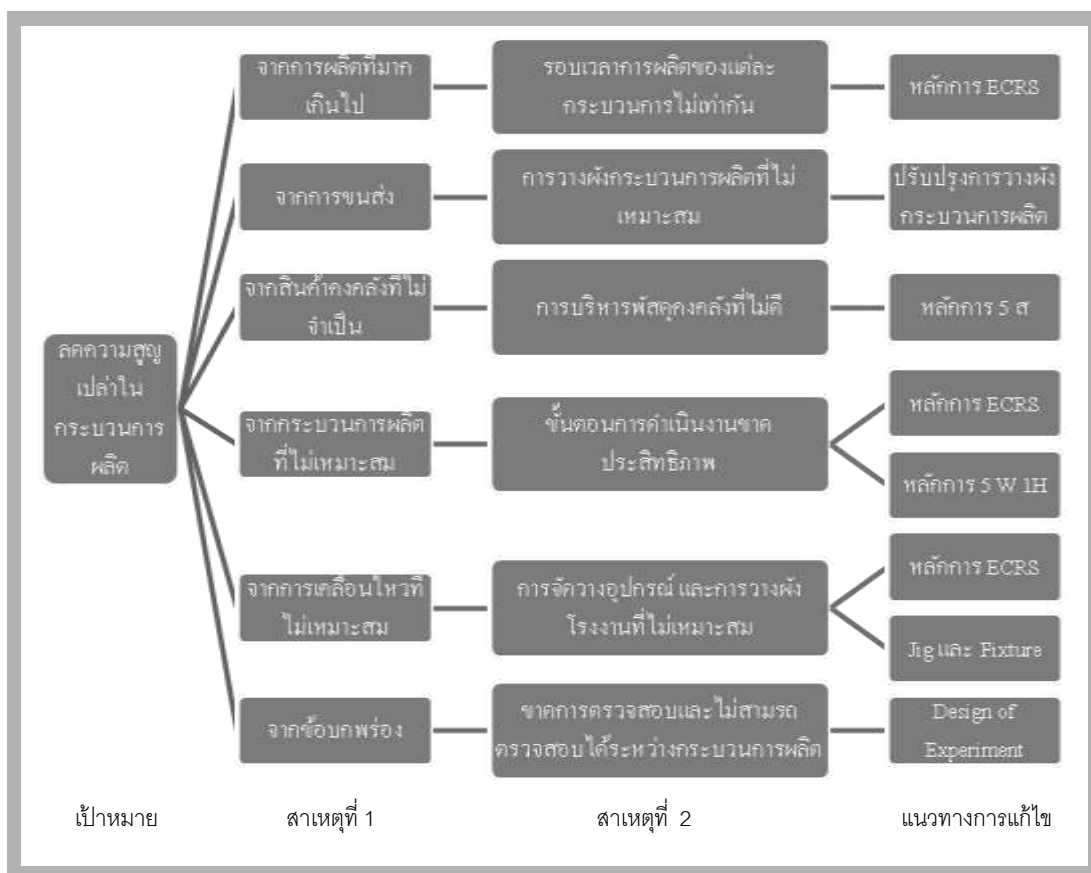 จากการผลิตที่มาก
เกินไป
รอบเวลาการผลิตของแต่ละ
กระบวนการไม่เท่ากัน
หลักการ ECRS
จากการขนส่ง
การวางผังกระบวนการผลิตที่ไม่
เหมาะสม
ปรับปรุงการวางผัง
กระบวนการผลิต
จากสินค้าคงคลังที่ไม่
จำเป็น
การบริหารพัสดุคงคลังที่ไม่ดี
หลักการ 5 ส
ลดความสูญ
เปล่าใน
กระบวนการ
ผลิต
จากกระบวนการผลิต
ที่ไม่เหมาะสม
ขั้นตอนการดำเนินงานขาด
ประสิทธิภาพ
หลักการ ECRS
หลักการ 5 W 1H
จากการเคลื่อนไหวที่
ไม่เหมาะสม
การจัดวางอุปกรณ์ และการวางผัง
โรงงานที่ไม่เหมาะสม
หลักการ ECRS
Jig และ Fixture
จากข้อบกพร่อง
ขาดการตรวจสอบและไม่สามารถ
ตรวจสอบได้ระหว่างกระบวนการผลิต
Design of
Experiment
เป้าหมาย
สาเหตุที่ 1
สาเหตุที่ 2
แนวทางการแก้ไข